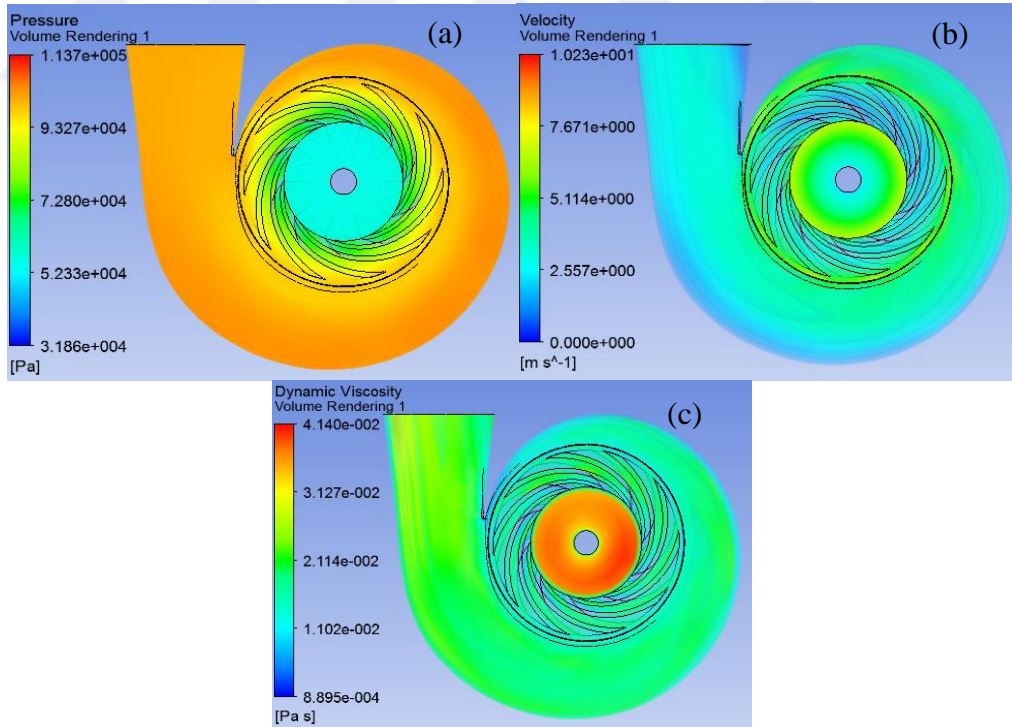 Pressure
Volume Rendering 1
(a)
1.137e+005
9.327e+004
7.280e+004
5.233e+004
3.186e+004
[Pa]
Velocity
Volume Rendering 1
(b)
1.023e+001
7.671e+000
5.114e+000
2.557e+000
0.000e+000
[m s^-1]
Dynamic Viscosity
Volume Rendering 1
(c)
4.140e-002
3.127e-002
2.114e-002
1.102e-002
8.895e-004
[Pa s]